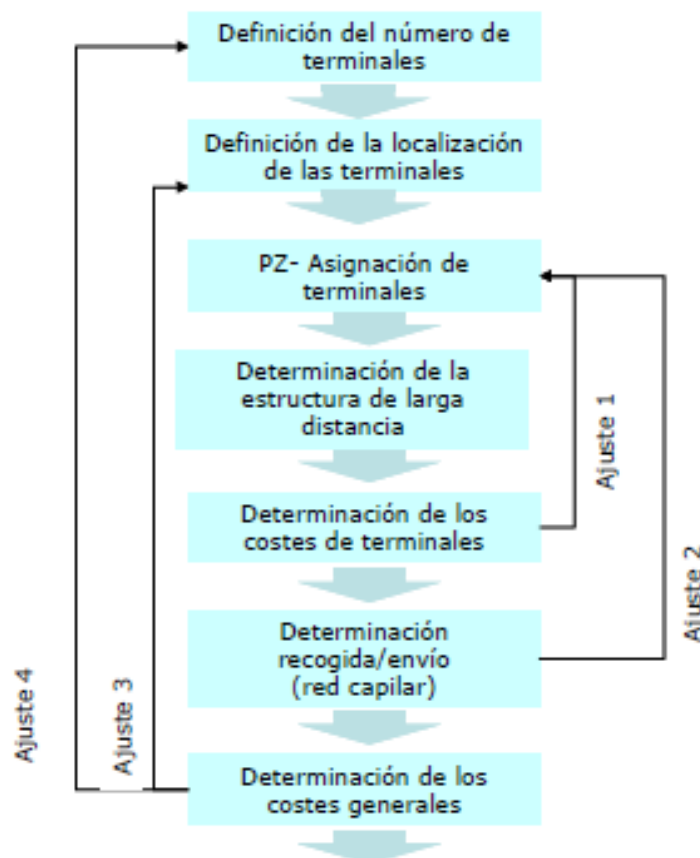 Definición del número de
terminales
Definición de la localización
de las terminales
PZ- Asignación de
terminales
Determinación de la
estructura de larga
distancia
Ajuste 1
Determinación de los
costes de terminales
Ajuste 2
Determinación
recogida/envío
(red capilar)
Ajuste 4
Ajuste 3
Determinación de los
costes generales